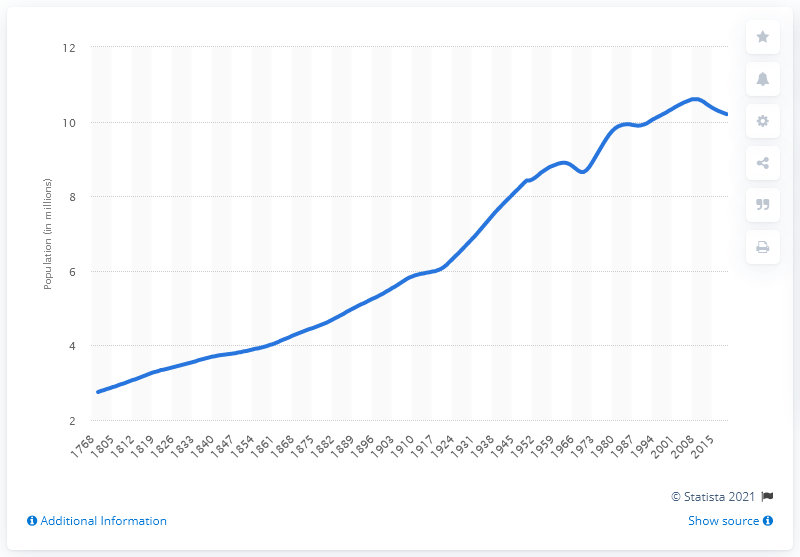 12
10
8
6
4
2
Population (in millions)
1768 1805 1812 1819 1826 1833 1840 1847 1854 1861 1868 1875 1882 1889 1896 1903 1910 1917 1924 1931 1938 1945 1952 1959 1966 1973 1980 1987 1994 2001 2008 2015
© Statista 2021
Additional Information
Show source